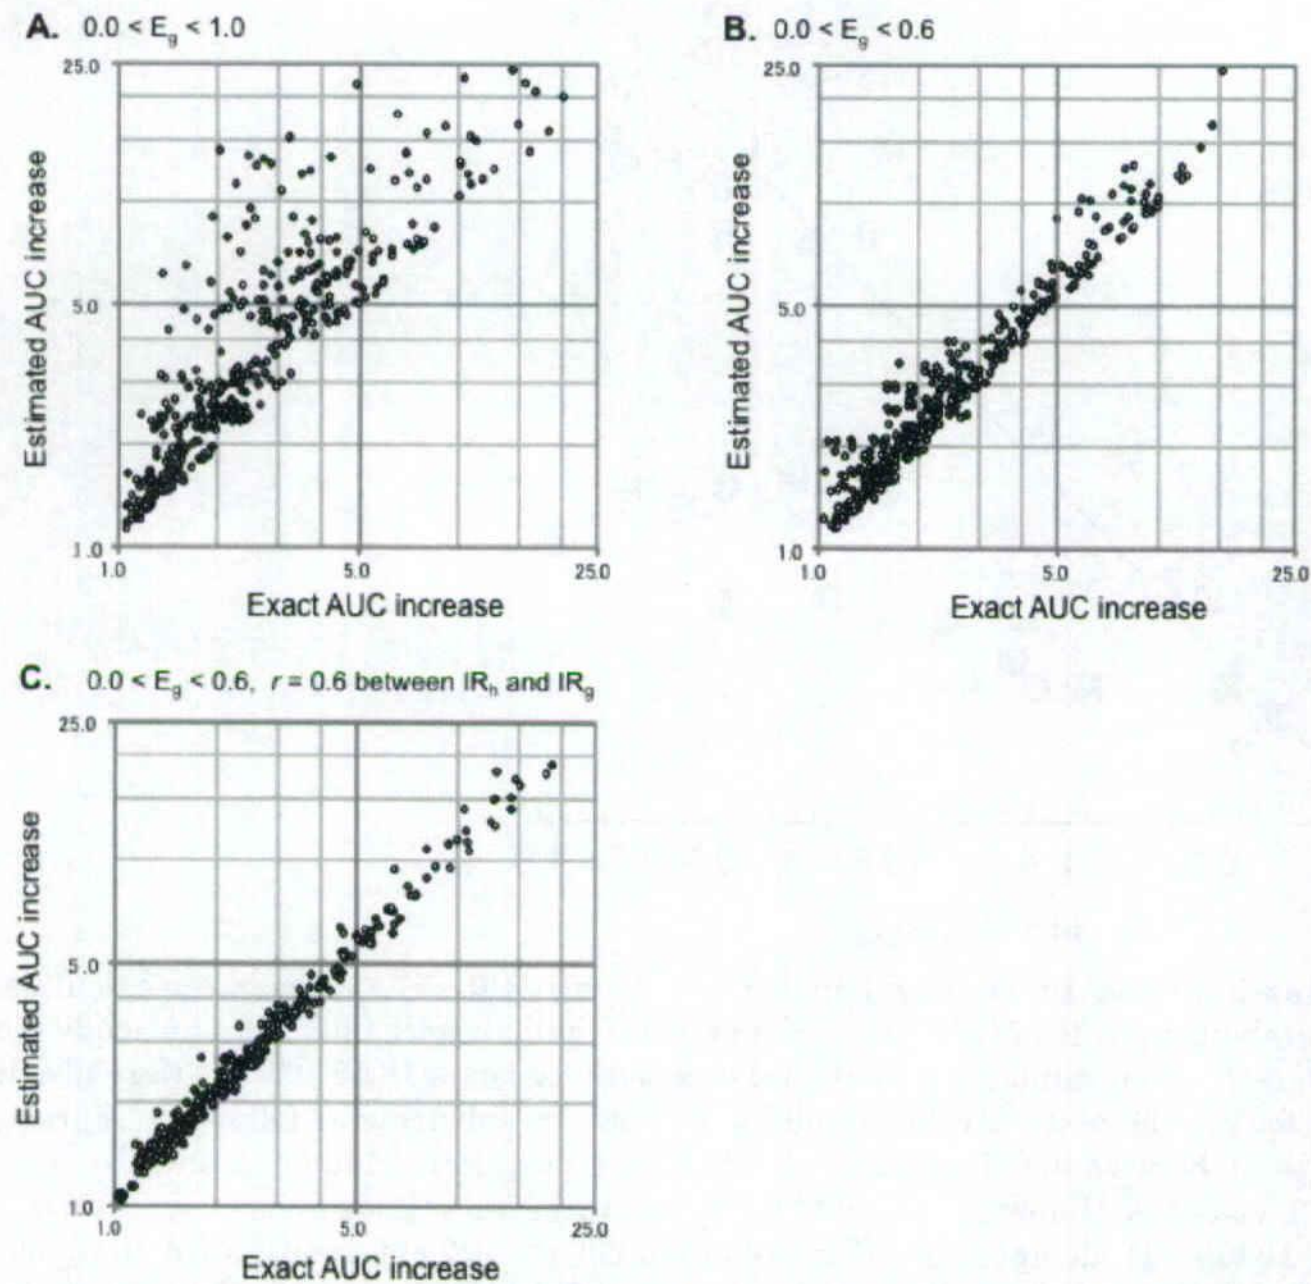 A. 0.0 < Eg < 1.0
25.0
5.0
1.0
1.0 5.0 25.0
Estimated AUC increase
Exact AUC increase
B. 0.0 < Eg < 0.6
25.0
5.0
1.0
1.0 5.0 25.0
Estimated AUC increase
Exact AUC increase
C. 0.0 < Eg < 0.6, r = 0.6 between IRh and IRg
25.0
5.0
1.0
1.0 5.0 25.0
Estimated AUC increase
Exact AUC increase